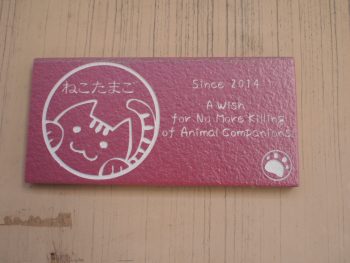 ねこたまご
Since 2014
A Wish
for No More Killing
of Animal Companions